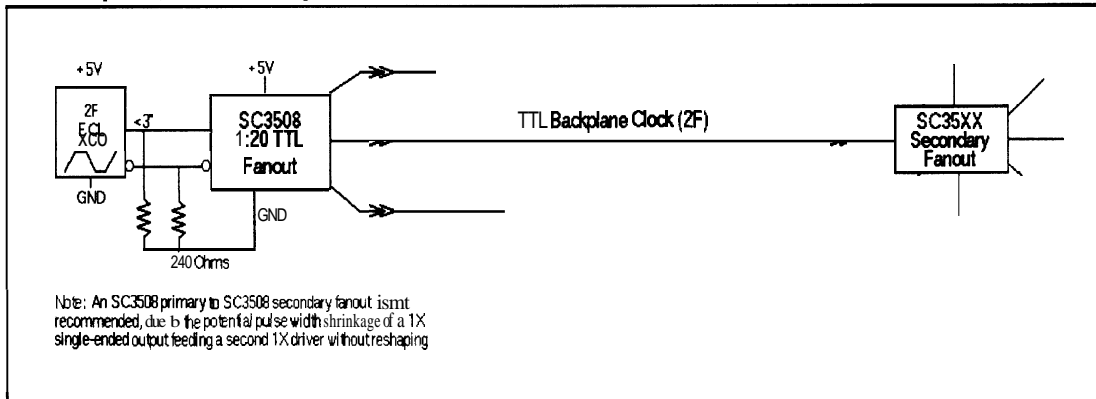 +5V
2F
ECL
XCO
GND
<3"
+5V
SC3508
1:20 TTL
Fanout
GND
240 Ohms
TTL Backplane Clock (2F)
SC35XX
Secondary
Fanout
Note: An SC3508 primary to SC3508 secondary fanout ismt
recommended, due b the potential pulse width shrinkage of a 1X
single-ended output feeding a second 1X driver without reshaping